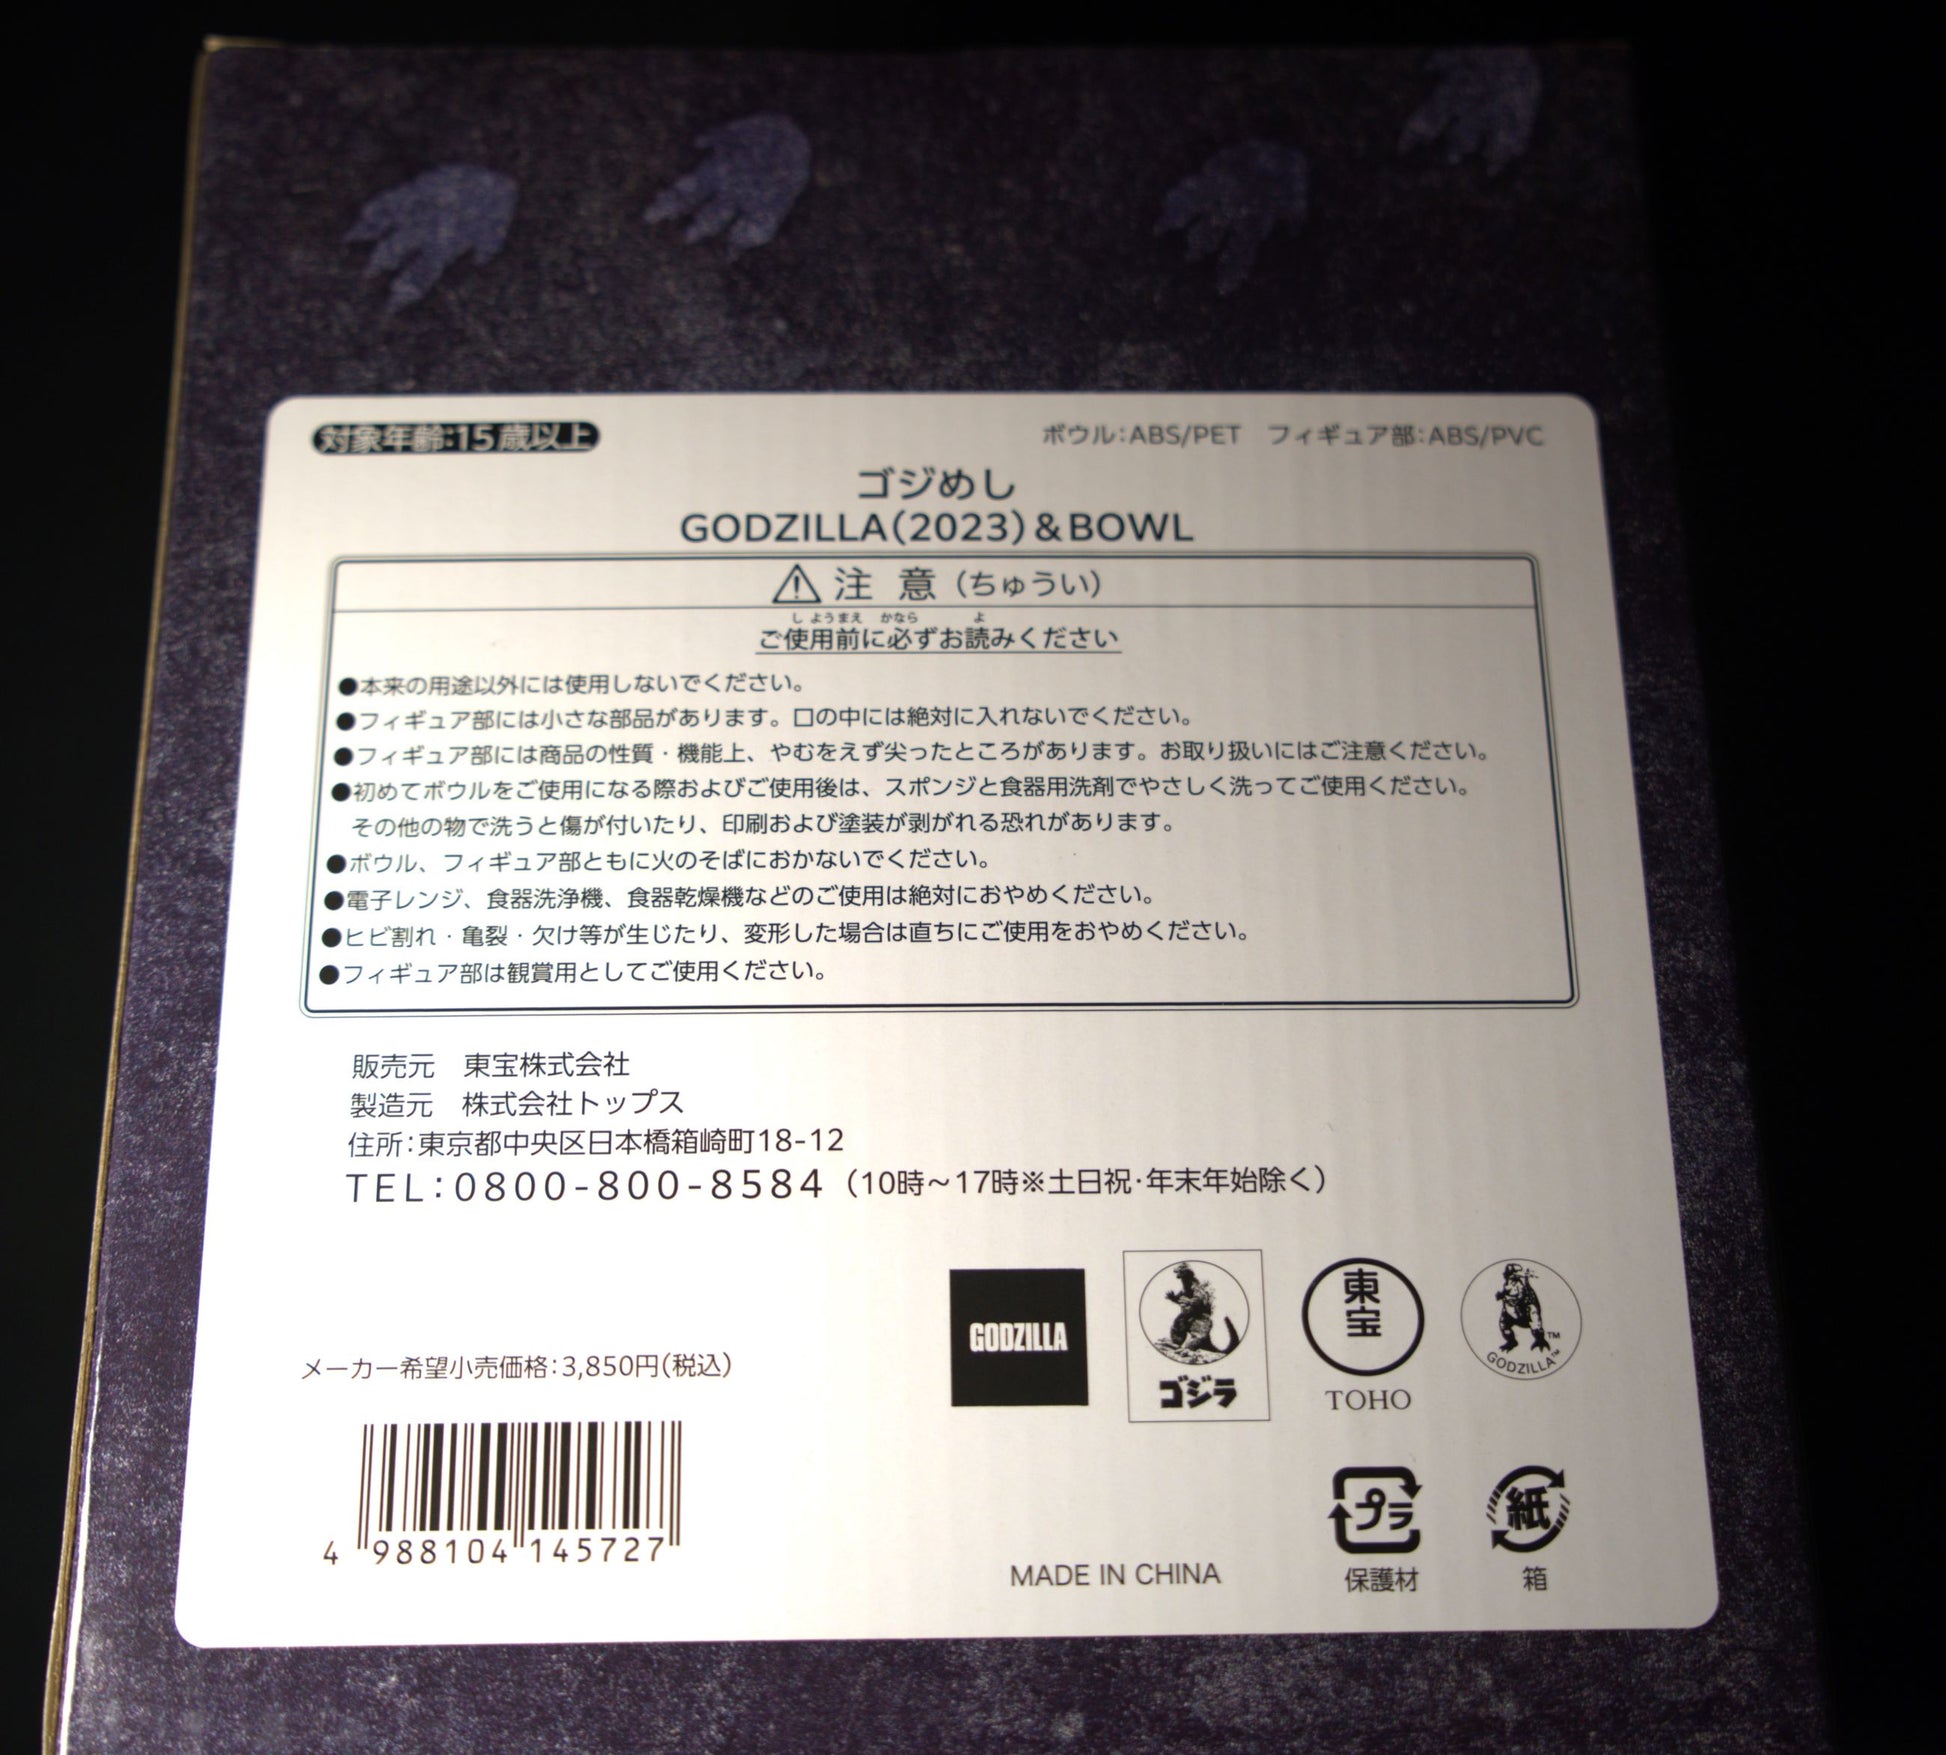 対象年齢:15歳以上
ボウル:ABS/PET　フィギュア部:ABS/PVC
ゴジめし
GODZILLA(2023)&BOWL
⚠注 意(ちゅうい)
しようまえ かなら よ
ご使用前に必ずお読みください
●本来の用途以外には使用しないでください。
●フィギュア部には小さな部品があります。口の中には絶対に入れないでください。
●フィギュア部には商品の性質・機能上、やむをえず尖ったところがあります。お取り扱いにはご注意ください。
●初めてボウルをご使用になる際およびご使用後は、スポンジと食器用洗剤でやさしく洗ってご使用ください。
その他の物で洗うと傷が付いたり、印刷および塗装が剥がれる恐れがあります。
●ボウル、フィギュア部ともに火のそばにおかないでください。
●電子レンジ、食器洗浄機、食器乾燥機などのご使用は絶対におやめください。
●ヒビ割れ・亀裂・欠け等が生じたり、変形した場合は直ちにご使用をおやめください。
●フィギュア部は観賞用としてご使用ください。
販売元　東宝株式会社
製造元　株式会社トップス
住所:東京都中央区日本橋箱崎町18-12
TEL:0800-800-8584(10時～17時※土日祝・年末年始除く)
GODZILLA
ゴジラ
東宝
TOHO
TM
GODZILLA™
メーカー希望小売価格:3,850円(税込)
4 988104 145727
MADE IN CHINA
プラ
保護材
紙
箱